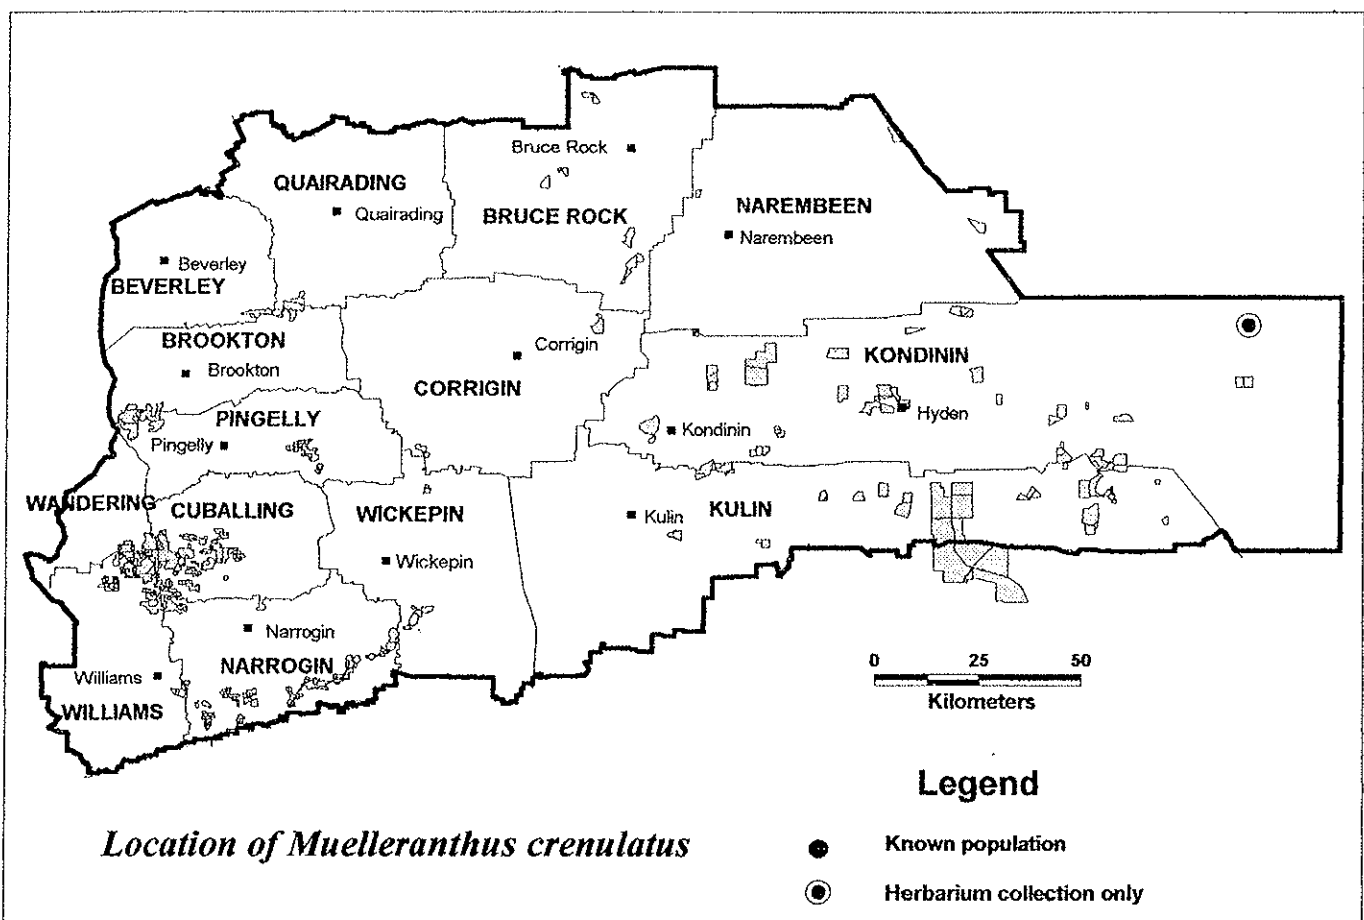 Bruce Rock
QUAIRADING
Quairading
BRUCE ROCK
NAREMBEEN
Narembeen
Beverley
BEVERLEY
BROOKTON
Brookton
Corrigin
CORRIGIN
KONDININ
Hyden
PINGELLY
Pingelly
Kondinin
WANDERING
CUBALLING
WICKEPIN
Kulin
KULIN
Wickepin
Narrogin
NARROGIN
Williams
WILLIAMS
0 25 50
Kilometers
Legend
Location of Muelleranthus crenulatus
Known population
Herbarium collection only